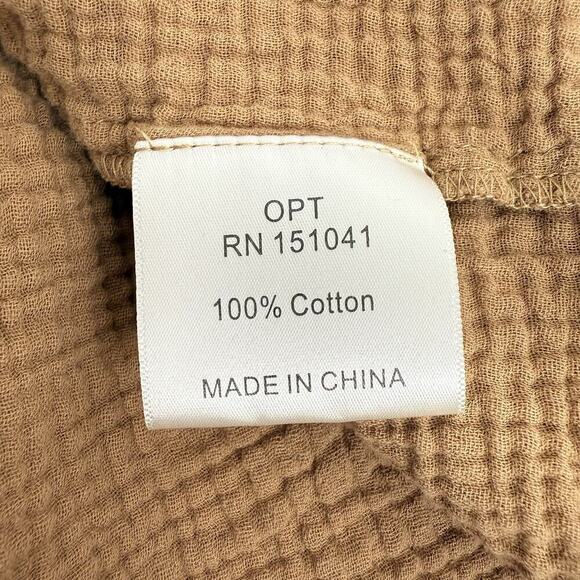 OPT
RN 151041
100% Cotton
MADE IN CHINA